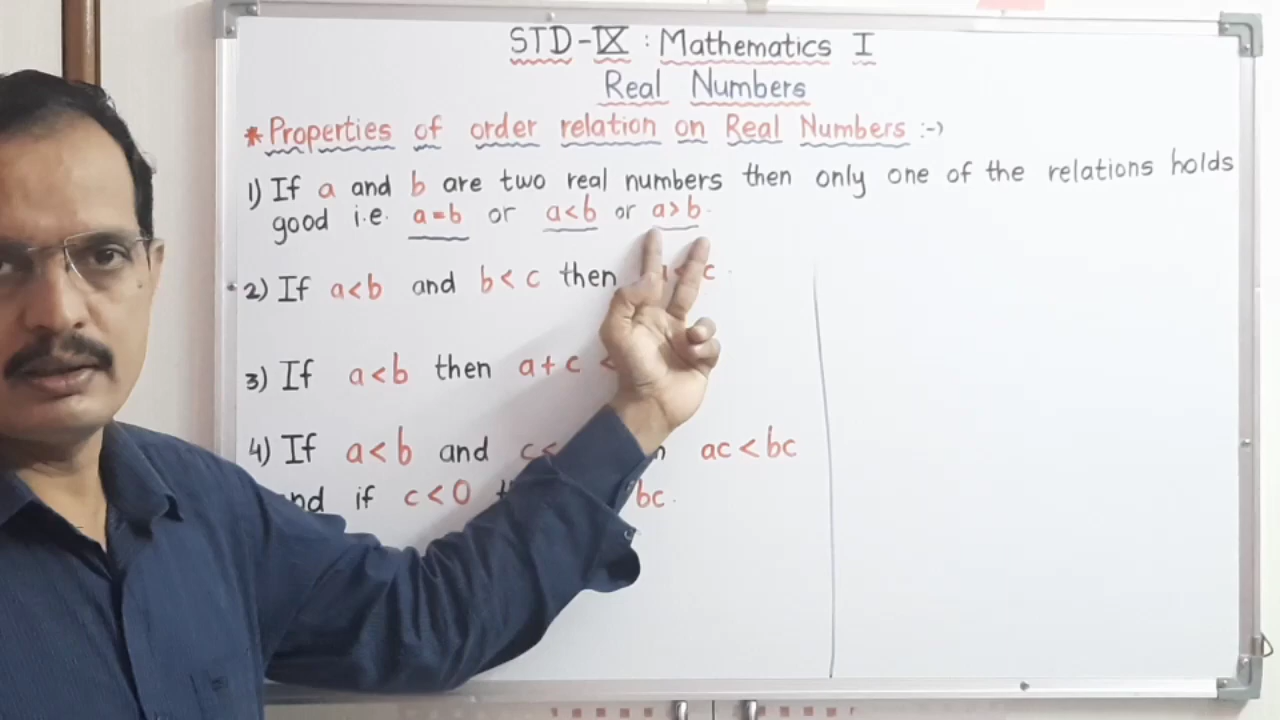 STD-IX : Mathematics I
Real Numbers
* Properties of order relation on Real Numbers :-)
1) If a and b are two real numbers then only one of the relations holds
good i.e. a=b or a<b or a>b.
2) If a<b and b<c then c.
3) If a<b then a+c <
4) If a<b and c< ac<bc
if c<0 bc.